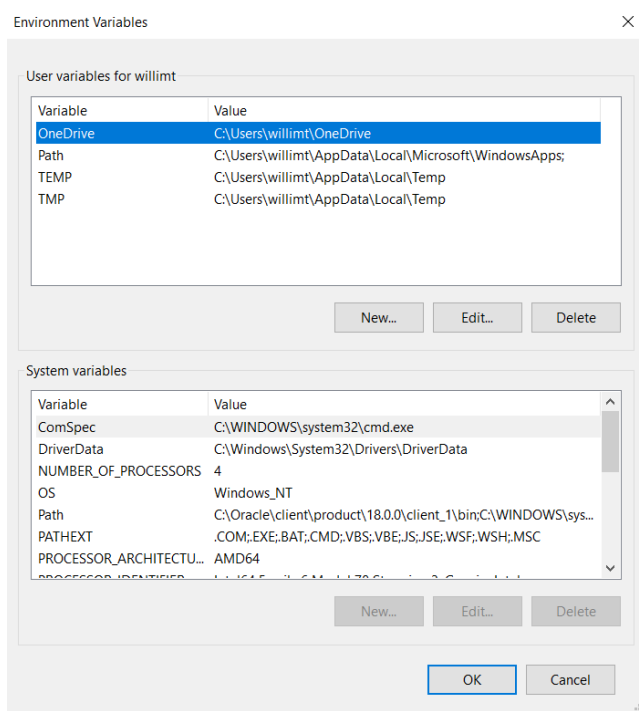 Environment Variables
User variables for willimt
Variable Value
OneDrive C:\Users\willimt\OneDrive
Path C:\Users\willimt\AppData\Local\Microsoft\WindowsApps;
TEMP C:\Users\willimt\AppData\Local\Temp
TMP C:\Users\willimt\AppData\Local\Temp
New... Edit... Delete
System variables
Variable Value
ComSpec C:\WINDOWS\system32\cmd.exe
DriverData C:\Windows\System32\Drivers\DriverData
NUMBER_OF_PROCESSORS 4
OS Windows_NT
Path C:\Oracle\client\product\18.0.0\client_1\bin;C:\WINDOWS\sys...
PATHEXT .COM;.EXE;.BAT;.CMD;.VBS;.VBE;.JS;.JSE;.WSF;.WSH;.MSC
PROCESSOR_ARCHITECTU... AMD64
New... Edit... Delete
OK Cancel